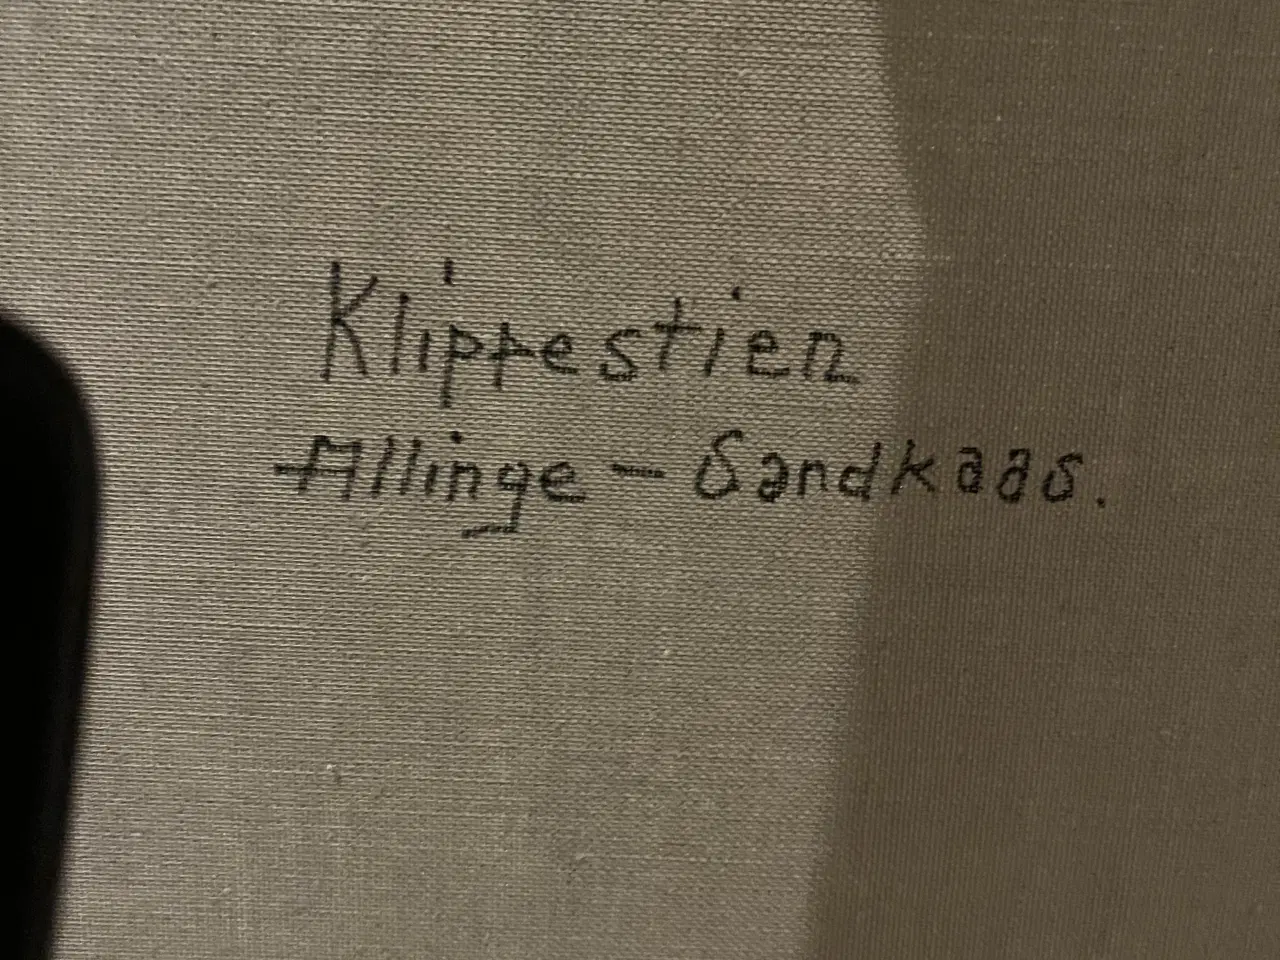 Klippestien
Allinge - Sandkaas.